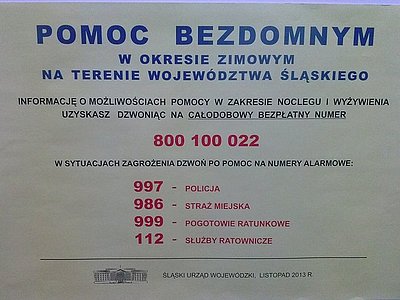 POMOC BEZDOMNYM
W OKRESIE ZIMOWYM
NA TERENIE WOJEWÓDZTWA ŚLĄSKIEGO
INFORMACJĘ O MOŻLIWOŚCIACH POMOCY W ZAKRESIE NOCLEGU I WYŻYWIENIA
UZYSKASZ DZWONIĄC NA CAŁODOBOWY BEZPŁATNY NUMER
800 100 022
W SYTUACJACH ZAGROŻENIA DZWOŃ PO POMOC NA NUMERY ALARMOWE:
997 - POLICJA
986 - STRAŻ MIEJSKA
999 - POGOTOWIE RATUNKOWE
112 - SŁUŻBY RATOWNICZE
ŚLĄSKI URZĄD WOJEWÓDZKI, LISTOPAD 2013 R.